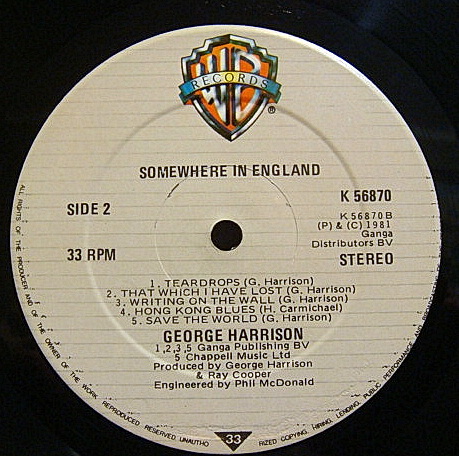 WB
RECORDS
®
SOMEWHERE IN ENGLAND
SIDE 2
K 56870
K 56870 B
(P) & (C) 1981
Ganga
Distributors BV
33 RPM
STEREO
1. TEARDROPS (G. Harrison)
2. THAT WHICH I HAVE LOST (G. Harrison)
3. WRITING ON THE WALL (G. Harrison)
4. HONG KONG BLUES (H. Carmichael)
5. SAVE THE WORLD (G. Harrison)
GEORGE HARRISON
1,2,3,5 Ganga Publishing BV
5 Chappell Music Ltd
Produced by George Harrison
& Ray Cooper
Engineered by Phil McDonald
ALL RIGHTS OF THE PRODUCER AND OF THE OWNER OF THE WORK REPRODUCED RESERVED. UNAUTHO
33
RIZED COPYING, HIRING, LENDING, PUBLIC PERFORMANCE AND